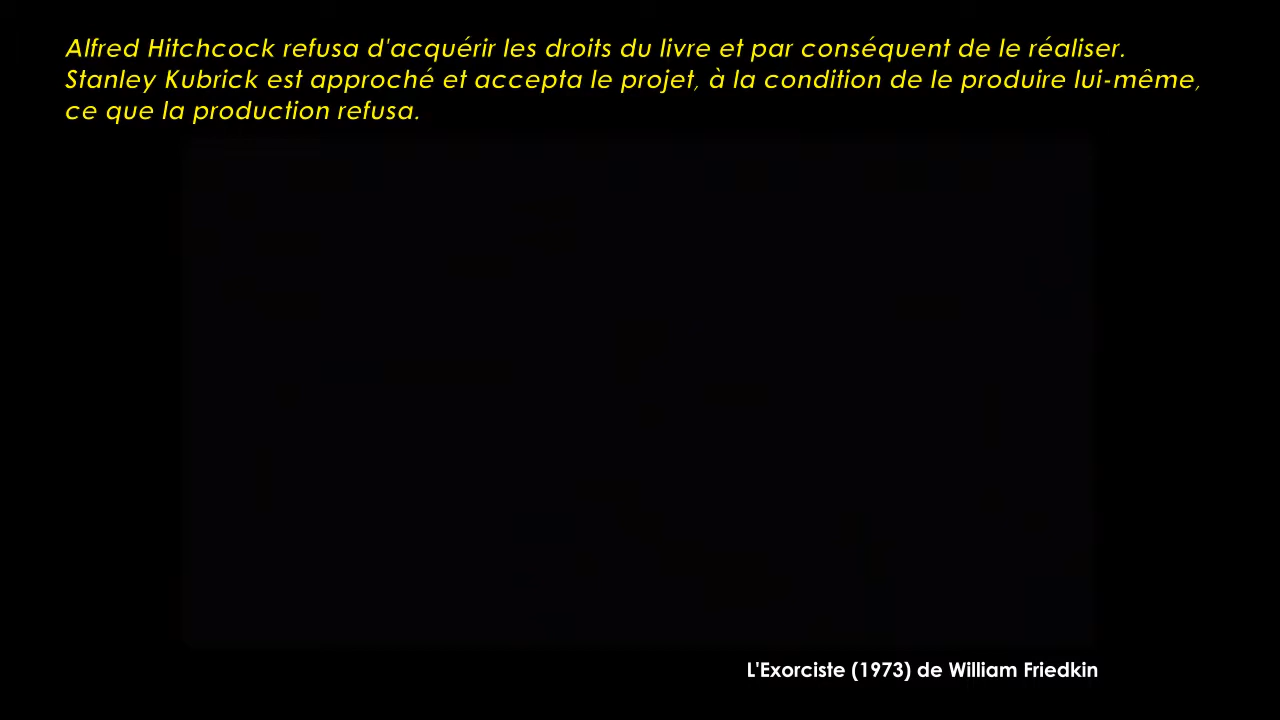 Alfred Hitchcock refusa d'acquérir les droits du livre et par conséquent de le réaliser.
Stanley Kubrick est approché et accepta le projet, à la condition de le produire lui-même,
ce que la production refusa.
L'Exorciste (1973) de William Friedkin